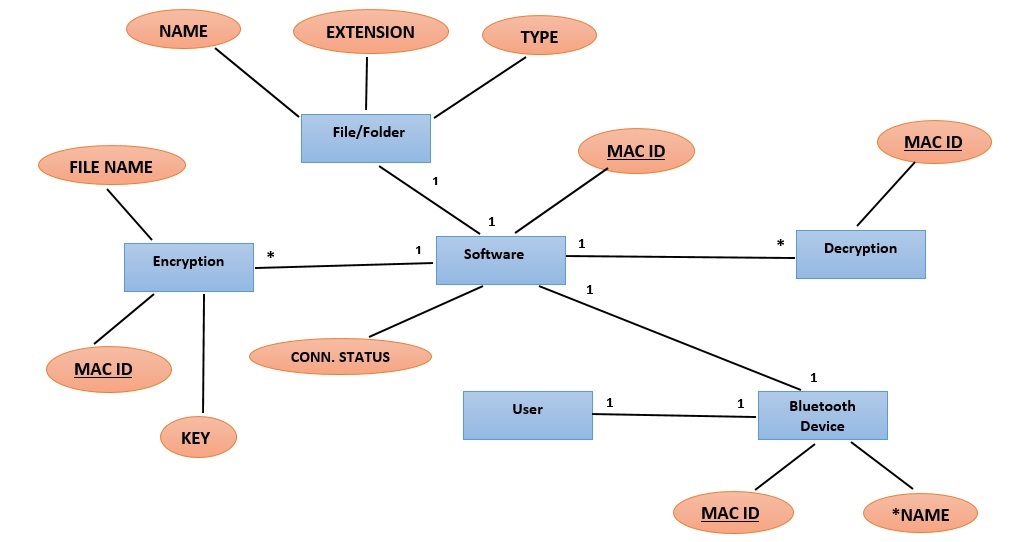 NAME
EXTENSION
TYPE
File/Folder
MAC ID
MAC ID
FILE NAME
1
1
Encryption
*
1
Software
1
*
Decryption
1
CONN. STATUS
MAC ID
KEY
1
User
1
1
Bluetooth
Device
MAC ID
*NAME